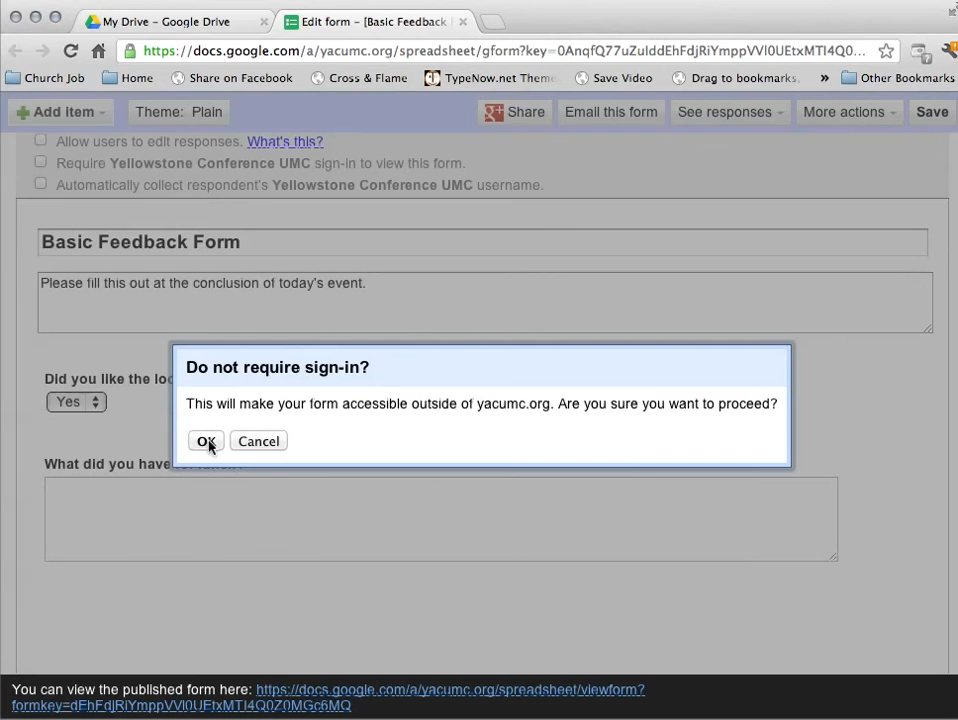 My Drive – Google Drive
Edit form – [Basic Feedback
https://docs.google.com/a/yacumc.org/spreadsheet/gform?key=0AnqfQ77uZulddEhFdjRiYmppVVl0UEtxMTI4Q0...
Church Job
Home
Share on Facebook
Cross & Flame
TypeNow.net Theme
Save Video
Drag to bookmarks.
»
Other Bookmarks
Add item
Theme: Plain
Share
Email this form
See responses
More actions
Save
Allow users to edit responses. What's this?
Require Yellowstone Conference UMC sign-in to view this form.
Automatically collect respondent's Yellowstone Conference UMC username.
Basic Feedback Form
Please fill this out at the conclusion of today's event.
Did you like the lo
Yes
Do not require sign-in?
This will make your form accessible outside of yacumc.org. Are you sure you want to proceed?
OK
Cancel
What did you have
You can view the published form here: https://docs.google.com/a/yacumc.org/spreadsheet/viewform?
formkey=dEhFdjRiYmppVVl0UEtxMTI4Q0Z0MGc6MQ